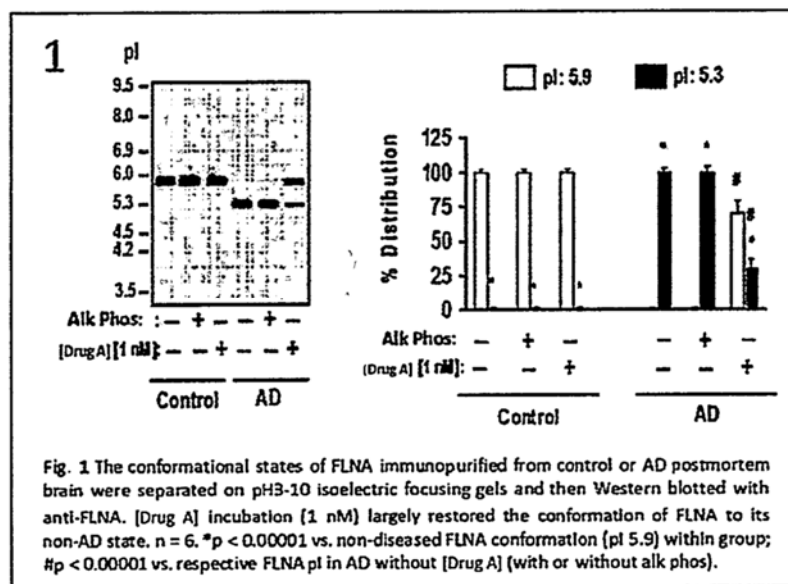 1
pI
9.5
8.0
6.9
6.0
5.3
4.5
4.2
3.5
Alk Phos: : – + – – + –
[Drug A] [1 nM]: – – + – – +
Control AD
pI: 5.9 pI: 5.3
% Distribution
125
100
75
50
25
0
* * # # *
Alk Phos: – + – – + –
[Drug A] [1 nM]: – – + – – +
Control AD
Fig. 1 The conformational states of FLNA immunopurified from control or AD postmortem
brain were separated on pH3-10 isoelectric focusing gels and then Western blotted with
anti-FLNA. [Drug A] incubation (1 nM) largely restored the conformation of FLNA to its
non-AD state. n = 6. *p < 0.00001 vs. non-diseased FLNA conformation (pI 5.9) within group;
#p < 0.00001 vs. respective FLNA pI in AD without [Drug A] (with or without alk phos).